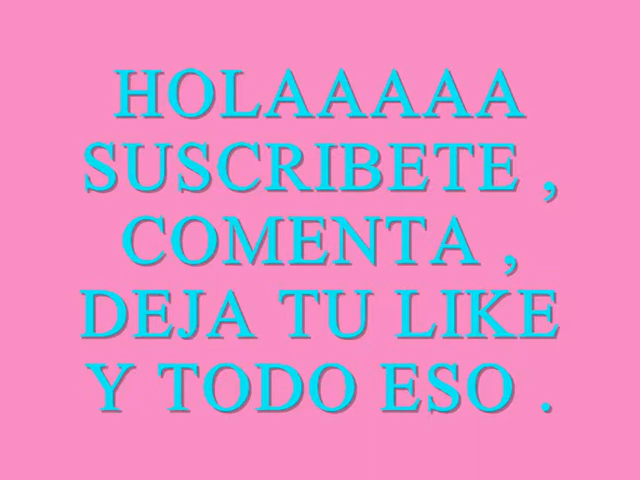 HOLAAAAA
SUSCRIBETE ,
COMENTA ,
DEJA TU LIKE
Y TODO ESO .